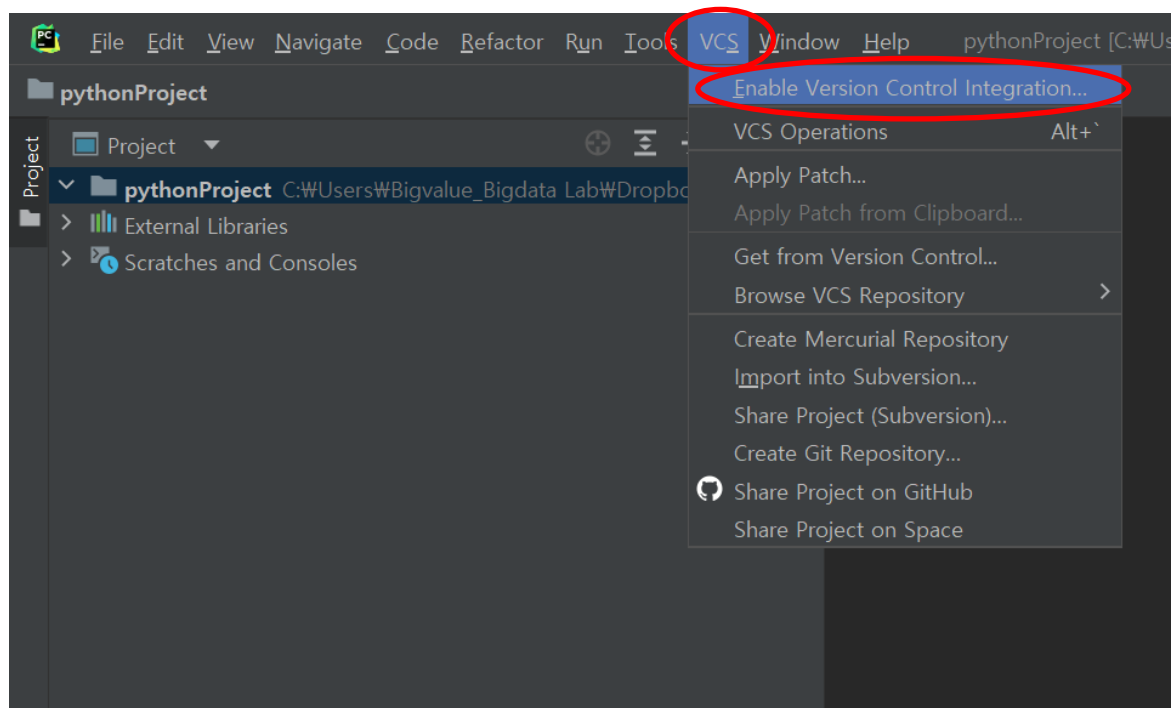 PC File Edit View Navigate Code Refactor Run Tools VCS Window Help pythonProject [C:₩Us
pythonProject
Project
Project
pythonProject C:₩Users₩Bigvalue_Bigdata Lab₩Dropbo
External Libraries
Scratches and Consoles
Enable Version Control Integration...
VCS Operations Alt+`
Apply Patch...
Apply Patch from Clipboard...
Get from Version Control...
Browse VCS Repository
Create Mercurial Repository
Import into Subversion...
Share Project (Subversion)...
Create Git Repository...
Share Project on GitHub
Share Project on Space